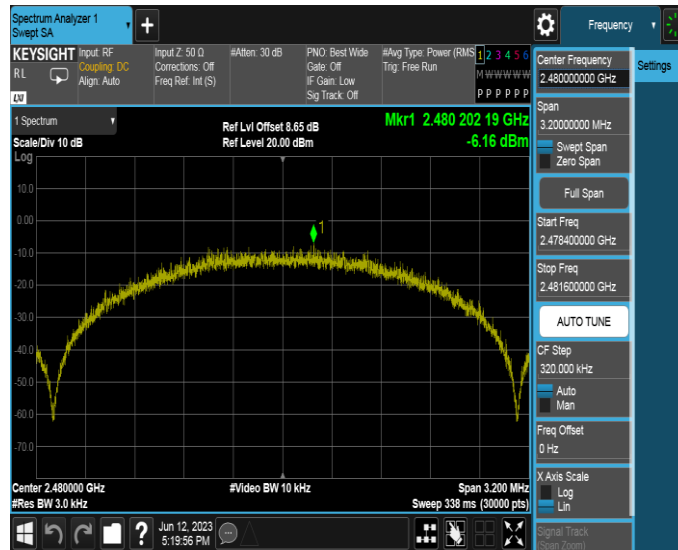 Spectrum Analyzer 1
Swept SA
+
Frequency
KEYSIGHT
RL
LXI
Input: RF
Coupling: DC
Align: Auto
Input Z: 50 Ω
Corrections: Off
Freq Ref: Int (S)
#Atten: 30 dB
PNO: Best Wide
Gate: Off
IF Gain: Low
Sig Track: Off
#Avg Type: Power (RMS
Trig: Free Run
1 2 3 4 5 6
M W W W W W
P P P P P P
Center Frequency
2.480000000 GHz
Settings
Span
3.20000000 MHz
Swept Span
Zero Span
Full Span
Start Freq
2.478400000 GHz
Stop Freq
2.481600000 GHz
AUTO TUNE
CF Step
320.000 kHz
Auto
Man
Freq Offset
0 Hz
X Axis Scale
Log
Lin
Signal Track
(Span Zoom)
1 Spectrum
Scale/Div 10 dB
Log
Ref Lvl Offset 8.65 dB
Ref Level 20.00 dBm
Mkr1 2.480 202 19 GHz
-6.16 dBm
1
10.0
0.00
-10.0
-20.0
-30.0
-40.0
-50.0
-60.0
-70.0
Center 2.480000 GHz
#Res BW 3.0 kHz
#Video BW 10 kHz
Span 3.200 MHz
Sweep 338 ms (30000 pts)
?
Jun 12, 2023
5:19:56 PM